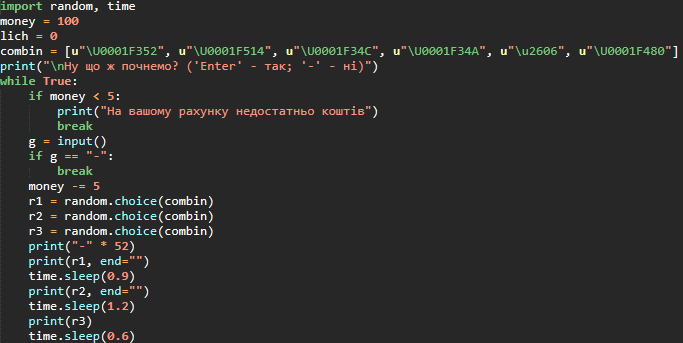 import random, time
money = 100
lich = 0
combin = [u"\U0001F352", u"\U0001F514", u"\U0001F34C", u"\U0001F34A", u"\u2606", u"\U0001F480"]
print("\nНу що ж почнемо? ('Enter' - так; '-' - ні)")
while True:
    if money < 5:
        print("На вашому рахунку недостатньо коштів")
        break
    g = input()
    if g == "-":
        break
    money -= 5
    r1 = random.choice(combin)
    r2 = random.choice(combin)
    r3 = random.choice(combin)
    print("-" * 52)
    print(r1, end="")
    time.sleep(0.9)
    print(r2, end="")
    time.sleep(1.2)
    print(r3)
    time.sleep(0.6)